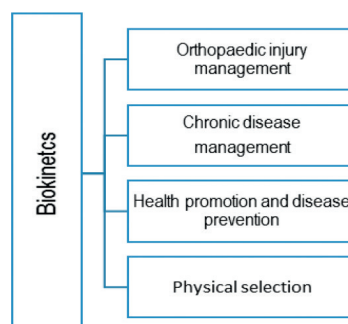 Biokinetcs
Orthopaedic injury
management
Chronic disease
management
Health promotion and disease
prevention
Physical selection